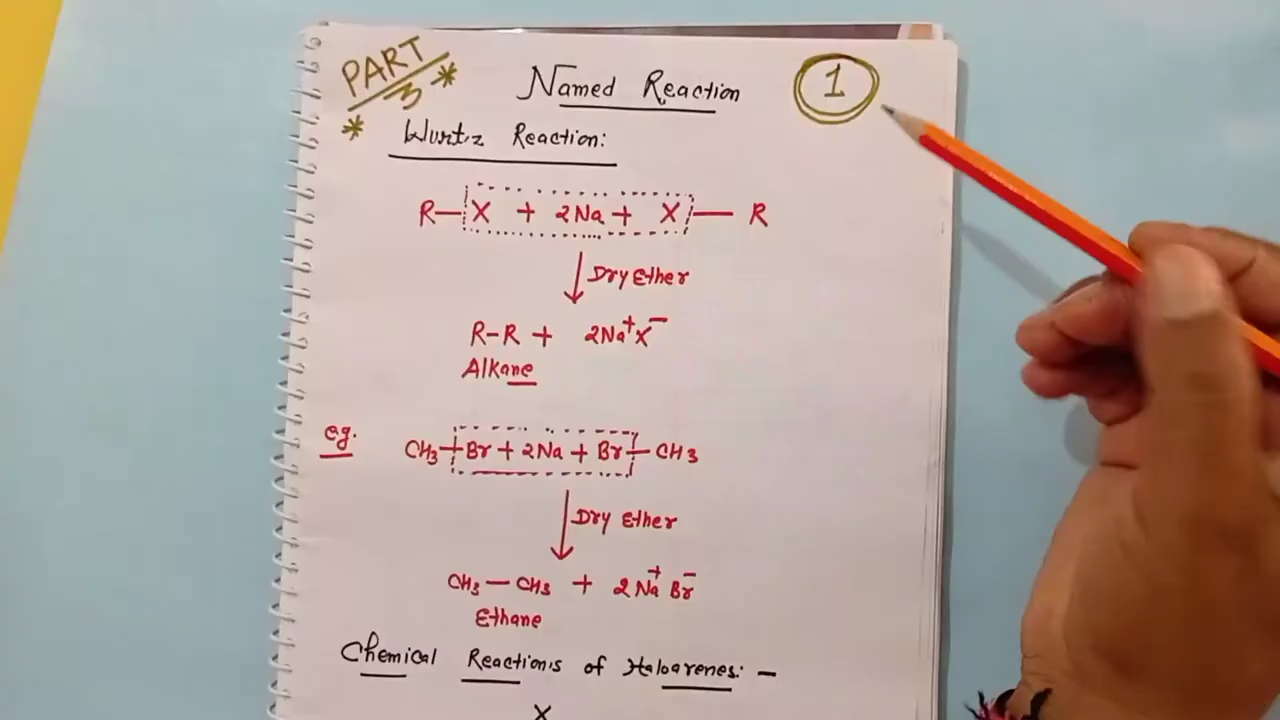 PART 3
Named Reaction
1
* Wurtz Reaction: *
R—X + 2Na + X—R
↓ Dry Ether
R-R + 2Na⁺X⁻
Alkane
eg.
CH3—Br + 2Na + Br—CH3
↓ Dry Ether
CH3—CH3 + 2Na⁺Br⁻
Ethane
Chemical Reactions of Haloarenes:-
X